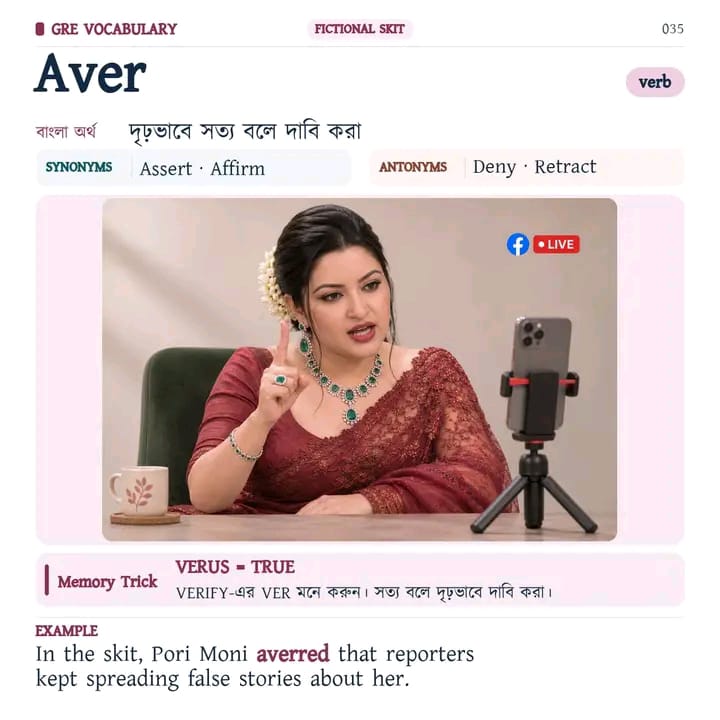 GRE VOCABULARY
FICTIONAL SKIT
035
Aver
verb
বাংলা অর্থ দৃঢ়ভাবে সত্য বলে দাবি করা
SYNONYMS Assert · Affirm
ANTONYMS Deny · Retract
LIVE
Memory Trick
VERUS = TRUE
VERIFY-এর VER মনে করুন। সত্য বলে দৃঢ়ভাবে দাবি করা।
EXAMPLE
In the skit, Pori Moni averred that reporters
kept spreading false stories about her.